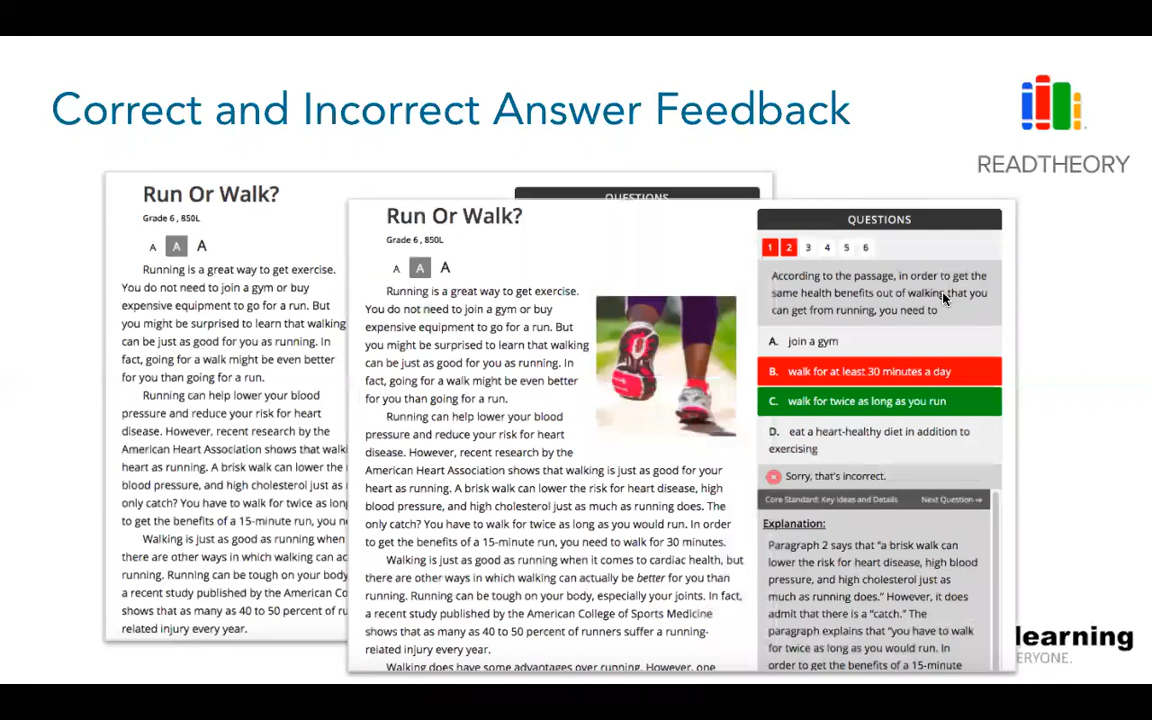 Correct and Incorrect Answer Feedback
READTHEORY
Run Or Walk?
Grade 6 , 850L
A A A
Running is a great way to get exercise.
You do not need to join a gym or buy
expensive equipment to go for a run. But
you might be surprised to learn that walking
can be just as good for you as running. In
fact, going for a walk might be even better
for you than going for a run.
Running can help lower your blood
pressure and reduce your risk for heart
disease. However, recent research by the
American Heart Association shows that walki
heart as running. A brisk walk can lower the
blood pressure, and high cholesterol just as
only catch? You have to walk for twice as long
to get the benefits of a 15-minute run, you n
Walking is just as good as running when
there are other ways in which walking can ac
running. Running can be tough on your body
a recent study published by the American Co
shows that as many as 40 to 50 percent of ru
related injury every year.
QUESTIONS
Run Or Walk?
Grade 6 , 850L
A A A
Running is a great way to get exercise.
You do not need to join a gym or buy
expensive equipment to go for a run. But
you might be surprised to learn that walking
can be just as good for you as running. In
fact, going for a walk might be even better
for you than going for a run.
Running can help lower your blood
pressure and reduce your risk for heart
disease. However, recent research by the
American Heart Association shows that walking is just as good for your
heart as running. A brisk walk can lower the risk for heart disease, high
blood pressure, and high cholesterol just as much as running does. The
only catch? You have to walk for twice as long as you would run. In order
to get the benefits of a 15-minute run, you need to walk for 30 minutes.
Walking is just as good as running when it comes to cardiac health, but
there are other ways in which walking can actually be better for you than
running. Running can be tough on your body, especially your joints. In fact,
a recent study published by the American College of Sports Medicine
shows that as many as 40 to 50 percent of runners suffer a running-
related injury every year.
Walking does have some advantages over running. However, one
QUESTIONS
1 2 3 4 5 6
According to the passage, in order to get the
same health benefits out of walking that you
can get from running, you need to
A. join a gym
B. walk for at least 30 minutes a day
C. walk for twice as long as you run
D. eat a heart-healthy diet in addition to
exercising
Sorry, that's incorrect.
Core Standard: Key Ideas and Details Next Question
Explanation:
Paragraph 2 says that "a brisk walk can
lower the risk for heart disease, high blood
pressure, and high cholesterol just as
much as running does." However, it does
admit that there is a "catch." The
paragraph explains that "you have to walk
for twice as long as you would run. In
order to get the benefits of a 15-minute
learning
ERYONE.